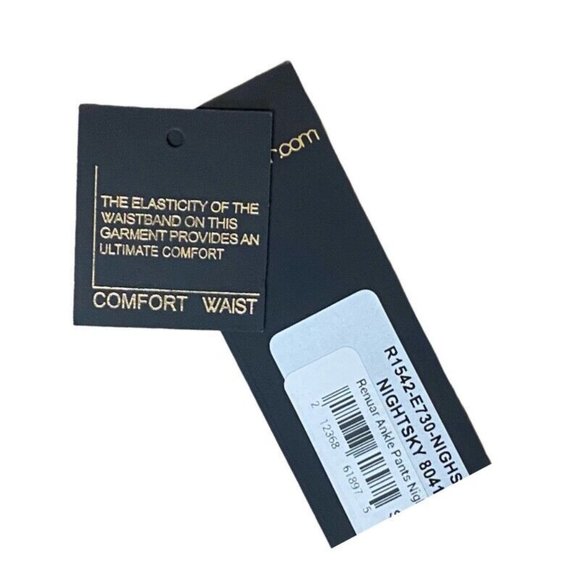 THE ELASTICITY OF THE
WAISTBAND ON THIS
GARMENT PROVIDES AN
ULTIMATE COMFORT
COMFORT WAIST
.com
R1542-E730-NIGHS
NIGHTSKY 8041
Renuar Ankle Pants Nig
2 12368 61897 5